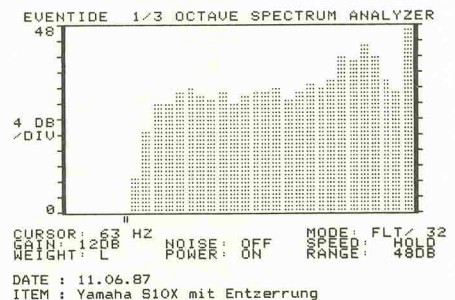 EVENTIDE 1/3 OCTAVE SPECTRUM ANALYZER
48
4 DB
/DIV
0
CURSOR: 63 HZ MODE: FLT/ 32
GAIN: 12DB NOISE: OFF SPEED: HOLD
WEIGHT: L POWER: ON RANGE: 48DB
DATE : 11.06.87
ITEM : Yamaha S10X mit Entzerrung